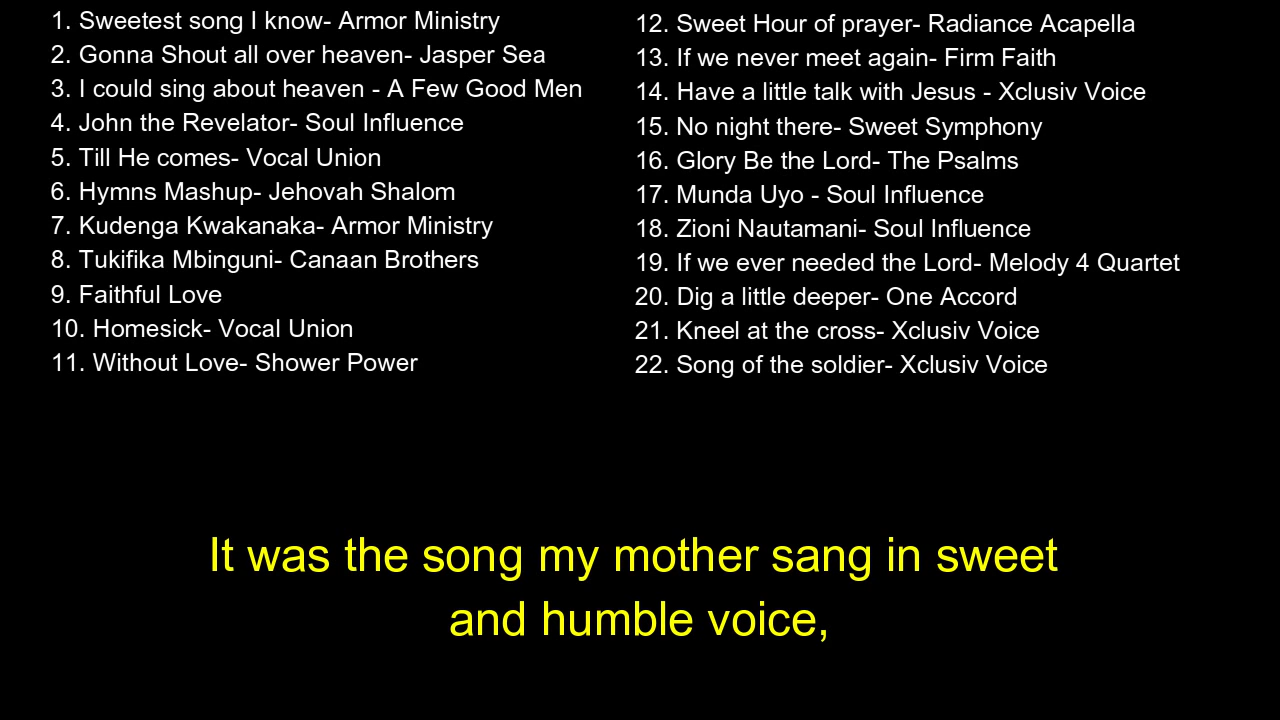 1. Sweetest song I know- Armor Ministry
2. Gonna Shout all over heaven- Jasper Sea
3. I could sing about heaven - A Few Good Men
4. John the Revelator- Soul Influence
5. Till He comes- Vocal Union
6. Hymns Mashup- Jehovah Shalom
7. Kudenga Kwakanaka- Armor Ministry
8. Tukifika Mbinguni- Canaan Brothers
9. Faithful Love
10. Homesick- Vocal Union
11. Without Love- Shower Power
12. Sweet Hour of prayer- Radiance Acapella
13. If we never meet again- Firm Faith
14. Have a little talk with Jesus - Xclusiv Voice
15. No night there- Sweet Symphony
16. Glory Be the Lord- The Psalms
17. Munda Uyo - Soul Influence
18. Zioni Nautamani- Soul Influence
19. If we ever needed the Lord- Melody 4 Quartet
20. Dig a little deeper- One Accord
21. Kneel at the cross- Xclusiv Voice
22. Song of the soldier- Xclusiv Voice
It was the song my mother sang in sweet
and humble voice,